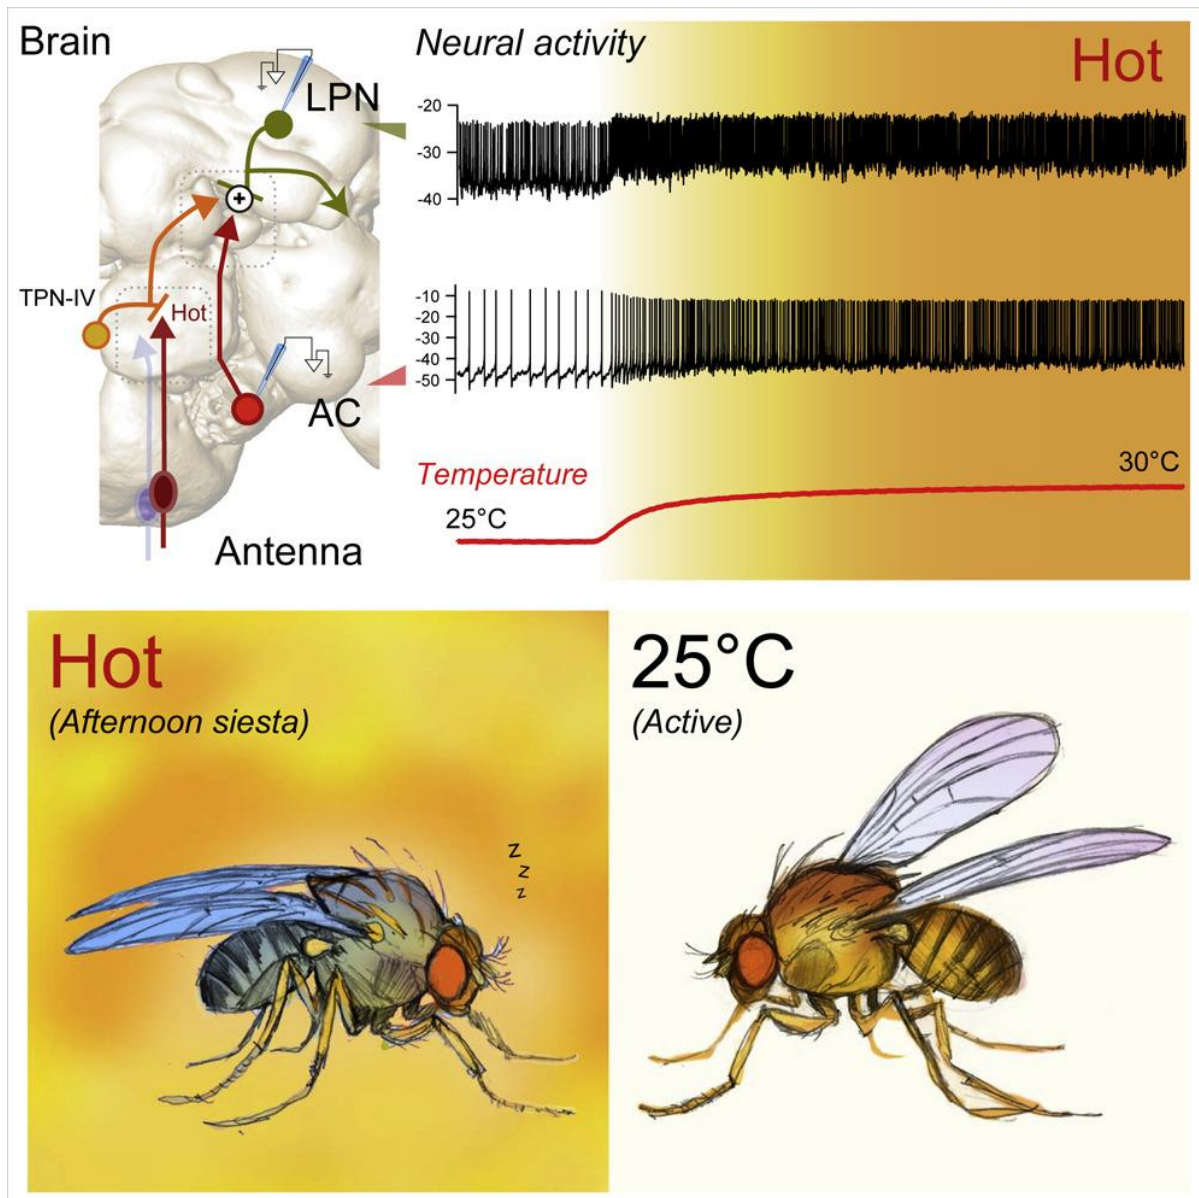 Brain
Neural activity
Hot
LPN
-20
-30
-40
+
TPN-IV
Hot
-10
-20
-30
-40
-50
AC
Temperature
30°C
25°C
Antenna
Hot
(Afternoon siesta)
z
z
z
25°C
(Active)